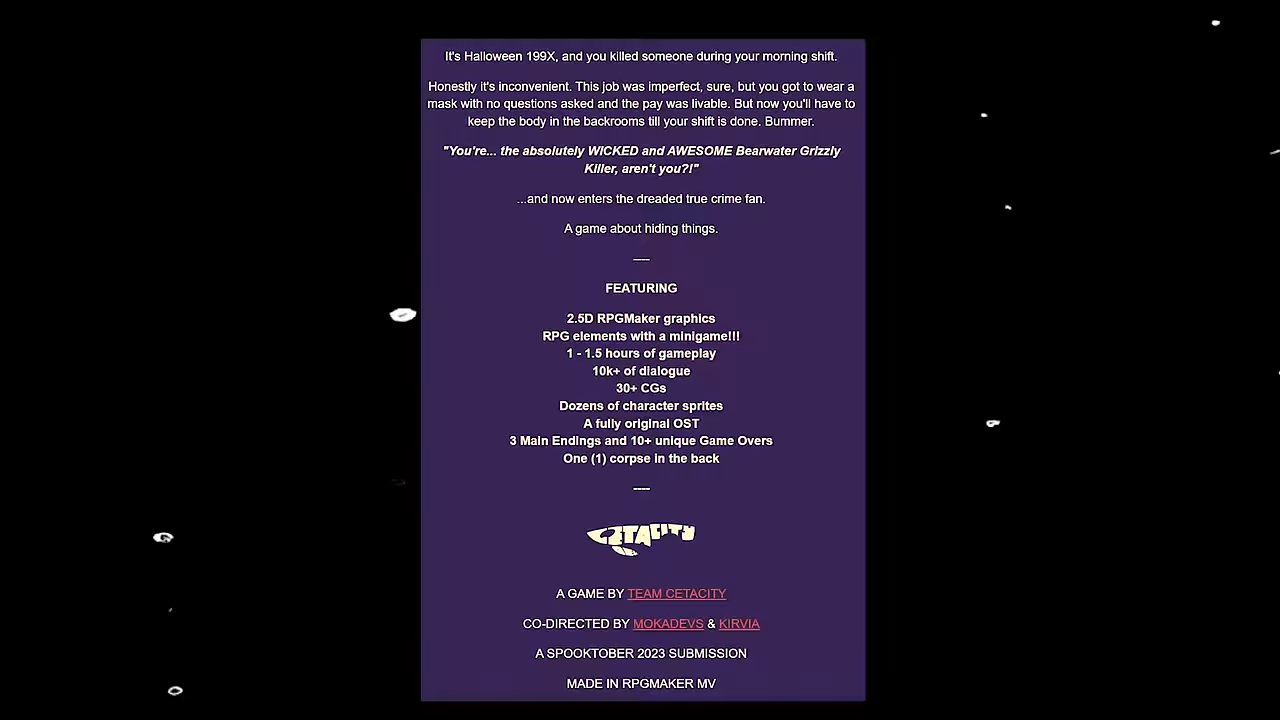 It's Halloween 199X, and you killed someone during your morning shift.
Honestly it's inconvenient. This job was imperfect, sure, but you got to wear a
mask with no questions asked and the pay was livable. But now you'll have to
keep the body in the backrooms till your shift is done. Bummer.
"You're... the absolutely WICKED and AWESOME Bearwater Grizzly
Killer, aren't you?!"
...and now enters the dreaded true crime fan.
A game about hiding things.
----
FEATURING
2.5D RPGMaker graphics
RPG elements with a minigame!!!
1 - 1.5 hours of gameplay
10k+ of dialogue
30+ CGs
Dozens of character sprites
A fully original OST
3 Main Endings and 10+ unique Game Overs
One (1) corpse in the back
----
CETACITY
A GAME BY TEAM CETACITY
CO-DIRECTED BY MOKADEVS & KIRVIA
A SPOOKTOBER 2023 SUBMISSION
MADE IN RPGMAKER MV